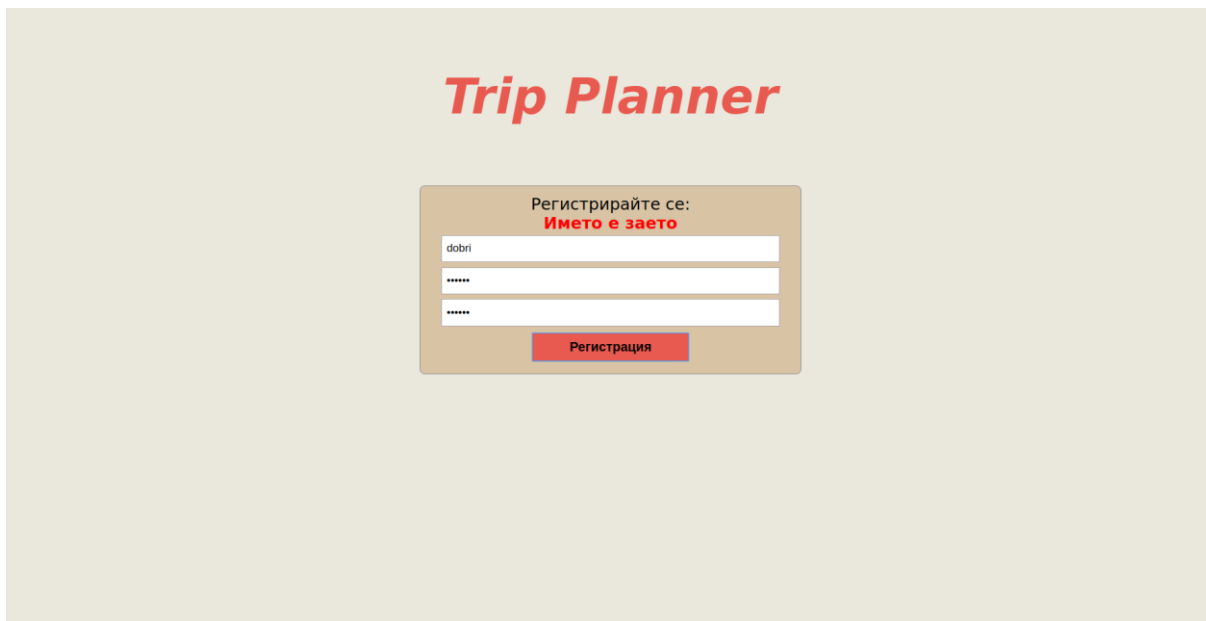 Trip Planner
Регистрирайте се:
Името е заето
dobri
••••••
••••••
Регистрация